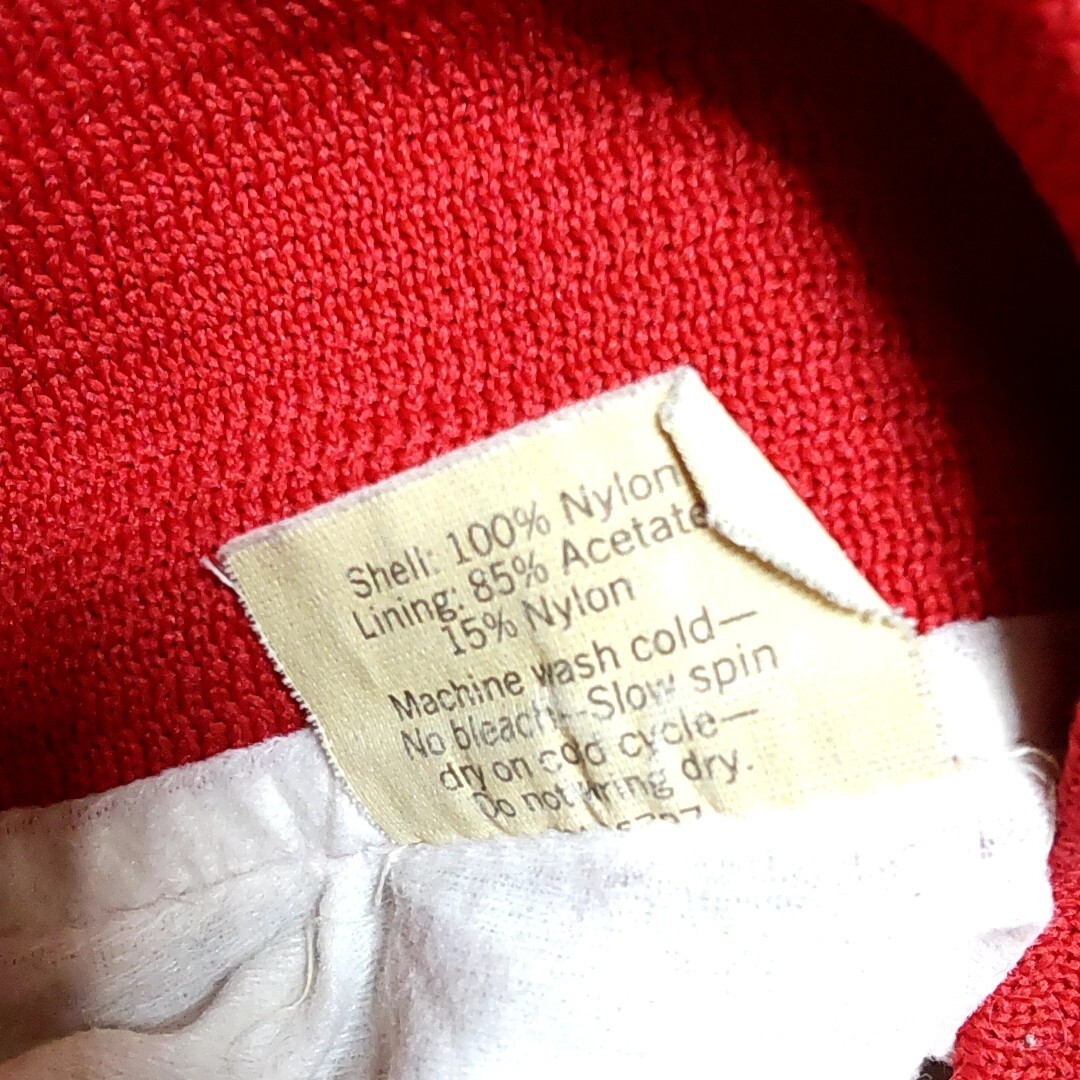 Shell: 100% Nylon
Lining: 85% Acetate
15% Nylon
Machine wash cold—
No bleach—Slow spin
dry on cold cycle—
Do not wring dry.